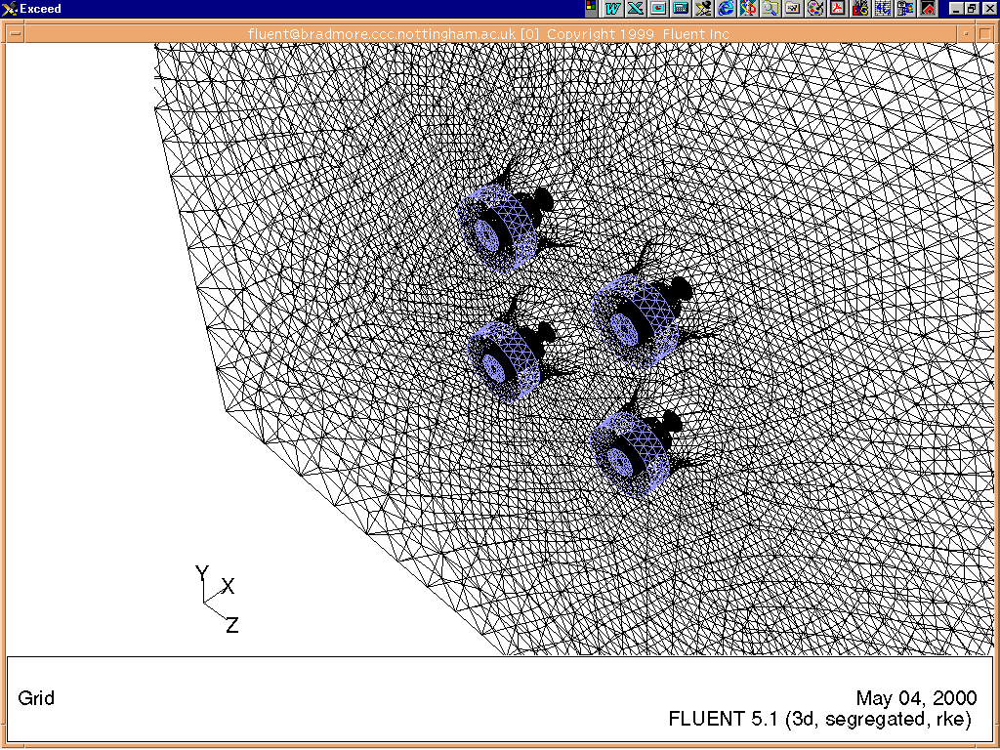 Exceed
fluent@bradmore.ccc.nottingham.ac.uk [0] Copyright 1999 Fluent Inc
Y
X
Z
Grid
May 04, 2000
FLUENT 5.1 (3d, segregated, rke)